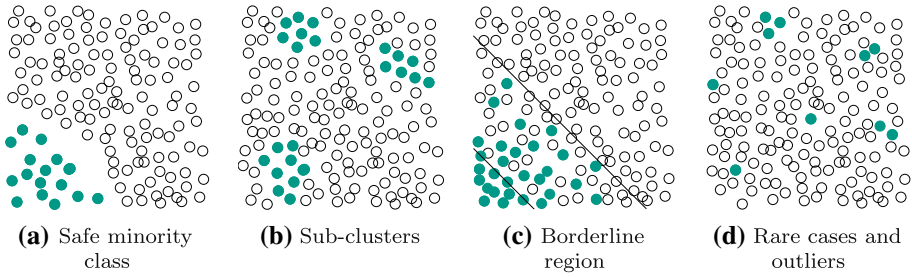 (a) Safe minority
class
(b) Sub-clusters
(c) Borderline
region
(d) Rare cases and
outliers